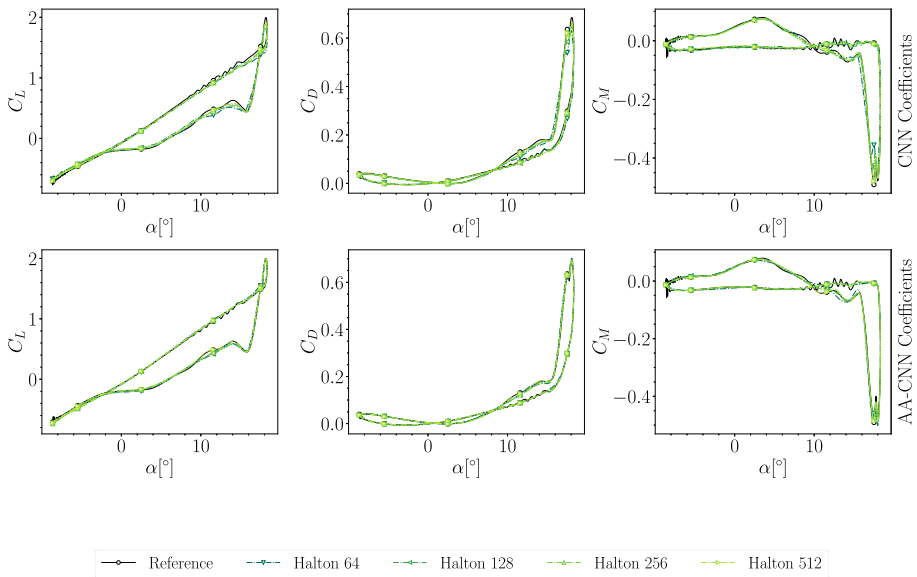 2
1
0
C_L
0 10
α[°]
0.6
0.4
0.2
0.0
C_D
0 10
α[°]
0.0
−0.2
−0.4
C_M
0 10
α[°]
CNN Coefficients
2
1
0
C_L
0 10
α[°]
0.6
0.4
0.2
0.0
C_D
0 10
α[°]
0.0
−0.2
−0.4
C_M
0 10
α[°]
AA-CNN Coefficients
Reference Halton 64 Halton 128 Halton 256 Halton 512